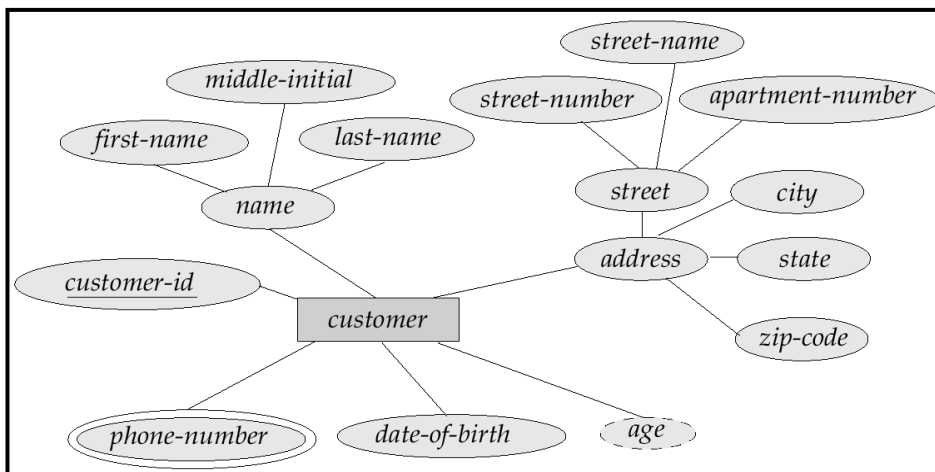 street-name
middle-initial
street-number
apartment-number
first-name
last-name
name
street
city
customer-id
address
state
customer
zip-code
phone-number
date-of-birth
age